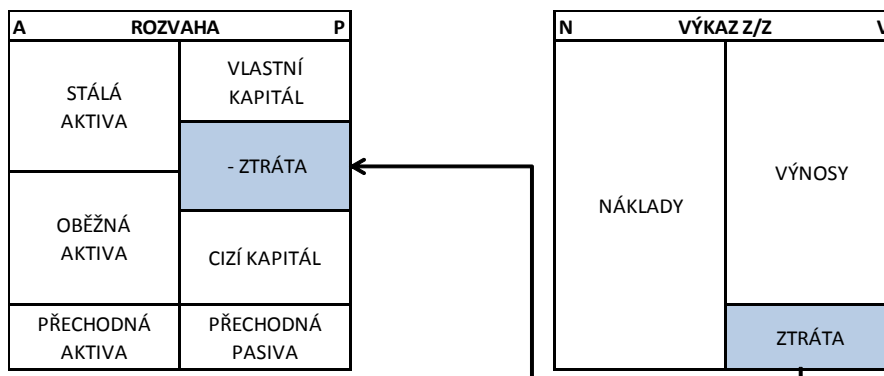 A ROZVAHA P
STÁLÁ
AKTIVA
VLASTNÍ
KAPITÁL
- ZTRÁTA
OBĚŽNÁ
AKTIVA
CIZÍ KAPITÁL
PŘECHODNÁ
AKTIVA
PŘECHODNÁ
PASIVA
N VÝKAZ Z/Z V
NÁKLADY
VÝNOSY
ZTRÁTA